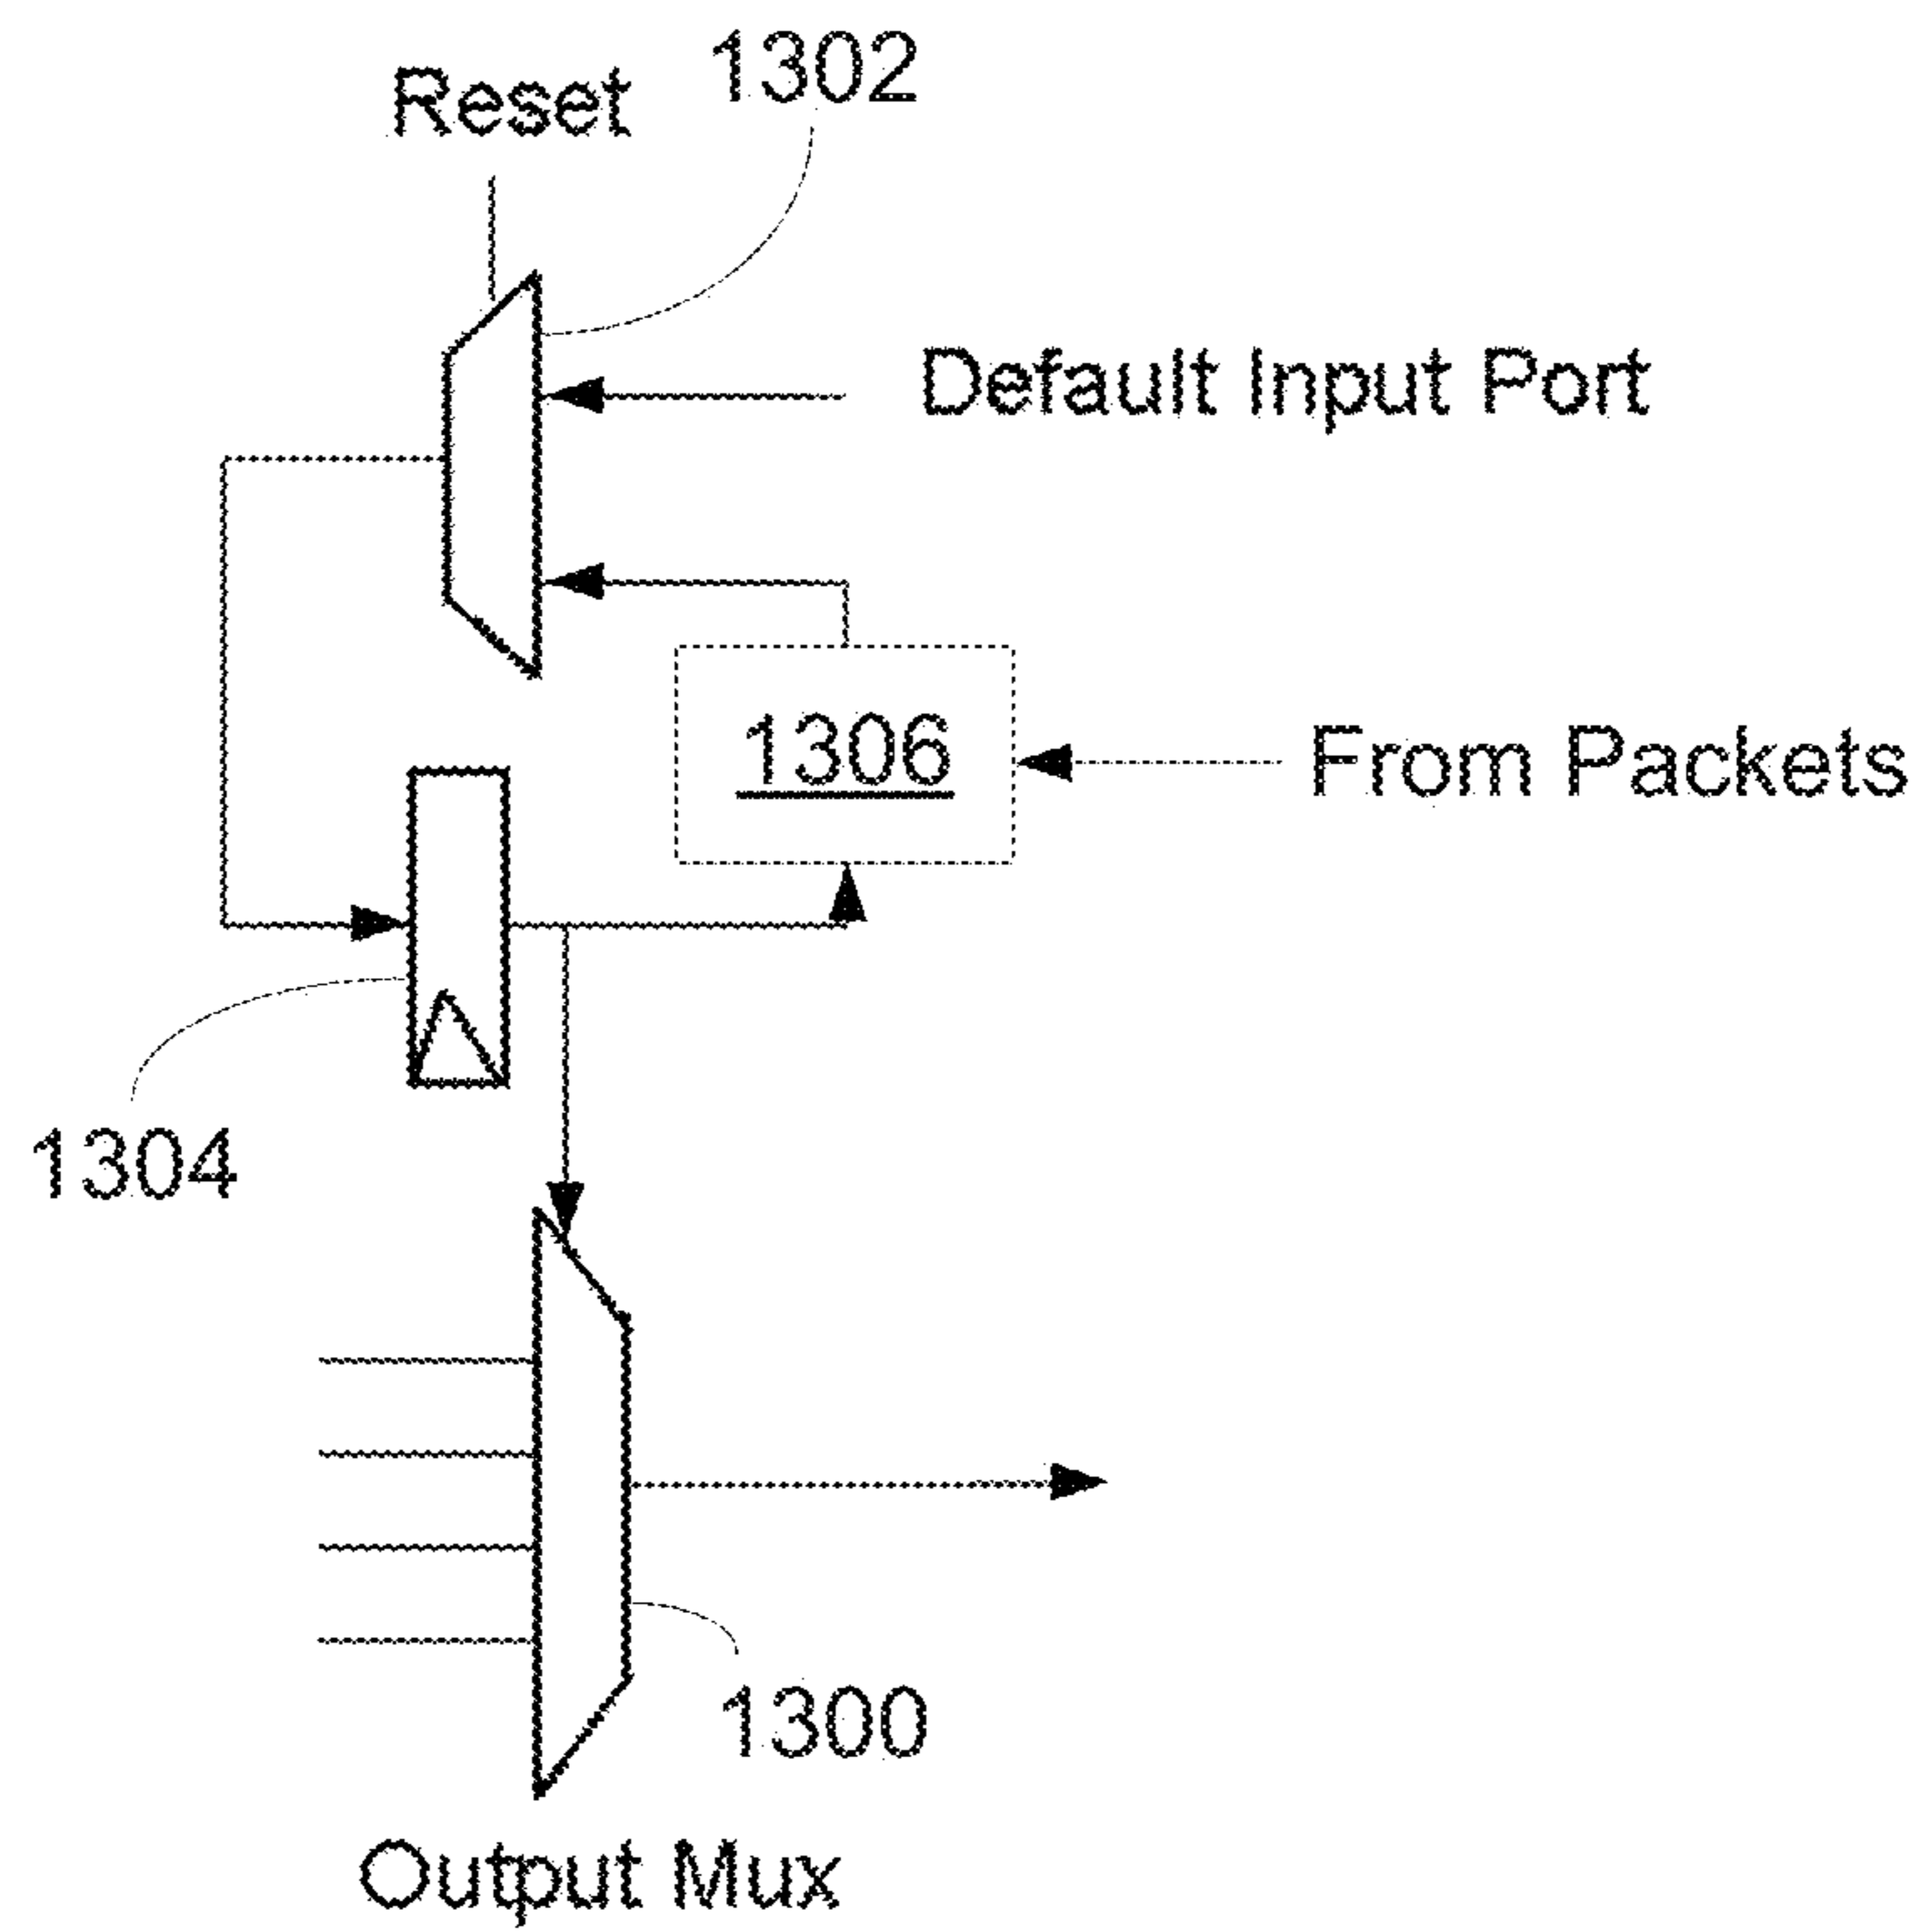 Reset
1302
Default Input Port
1306
From Packets
1304
1300
Output Mux